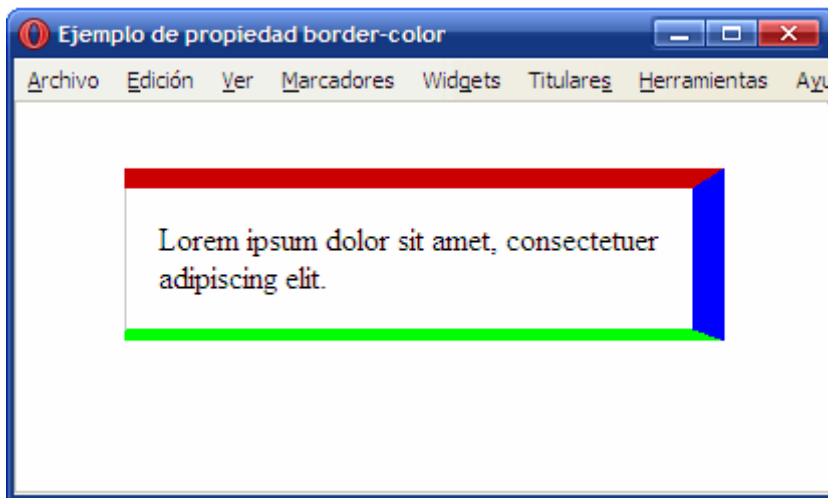 Ejemplo de propiedad border-color
Archivo Edición Ver Marcadores Widgets Titulares Herramientas Ayu
Lorem ipsum dolor sit amet, consectetuer
adipiscing elit.